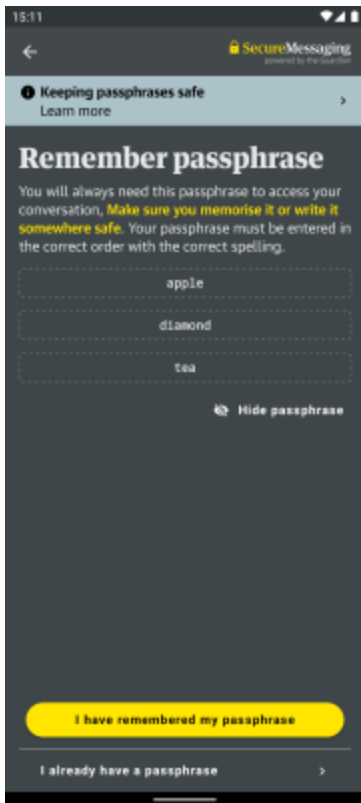 15:11
SecureMessaging
powered by the Guardian
Keeping passphrases safe
Learn more
Remember passphrase
You will always need this passphrase to access your
conversation, Make sure you memorise it or write it
somewhere safe. Your passphrase must be entered in
the correct order with the correct spelling.
apple
diamond
tea
Hide passphrase
I have remembered my passphrase
I already have a passphrase